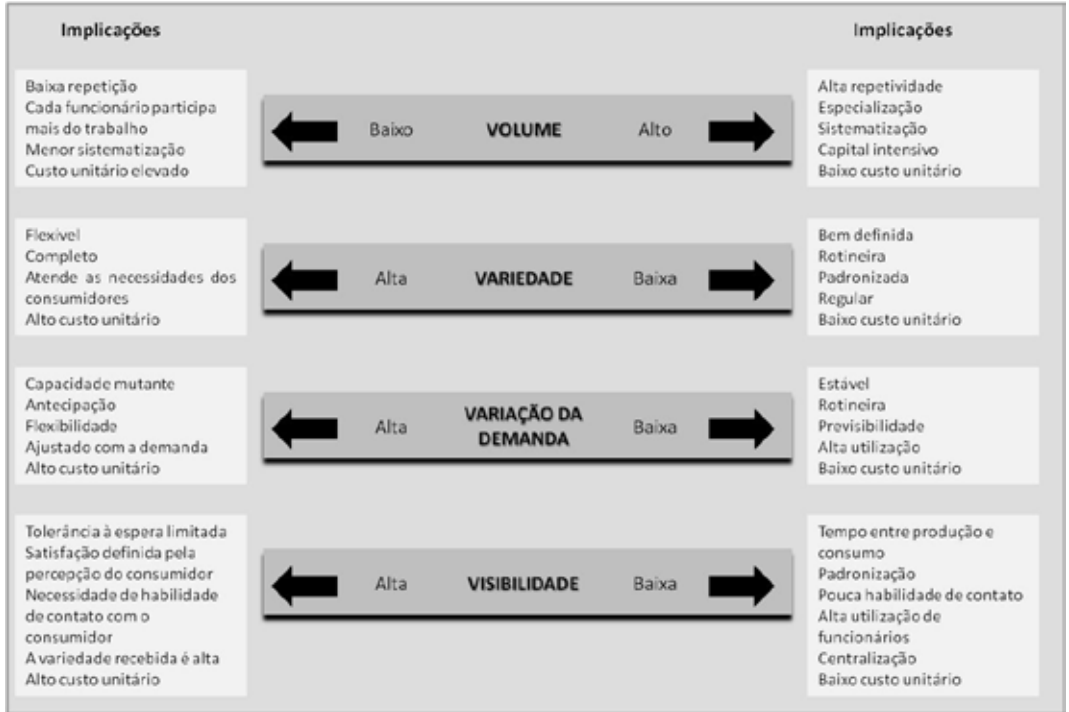 Implicações
Implicações
Baixa repetição
Cada funcionário participa
mais do trabalho
Menor sistematização
Custo unitário elevado
Baixo VOLUME Alto
Alta repetividade
Especialização
Sistematização
Capital intensivo
Baixo custo unitário
Flexível
Completo
Atende as necessidades dos
consumidores
Alto custo unitário
Alta VARIEDADE Baixa
Bem definida
Rotineira
Padronizada
Regular
Baixo custo unitário
Capacidade mutante
Antecipação
Flexibilidade
Ajustado com a demanda
Alto custo unitário
Alta VARIAÇÃO DA Baixa
DEMANDA
Estável
Rotineira
Previsibilidade
Alta utilização
Baixo custo unitário
Tolerância à espera limitada
Satisfação definida pela
percepção do consumidor
Necessidade de habilidade
de contato com o
consumidor
A variedade recebida é alta
Alto custo unitário
Alta VISIBILIDADE Baixa
Tempo entre produção e
consumo
Padronização
Pouca habilidade de contato
Alta utilização de
funcionários
Centralização
Baixo custo unitário